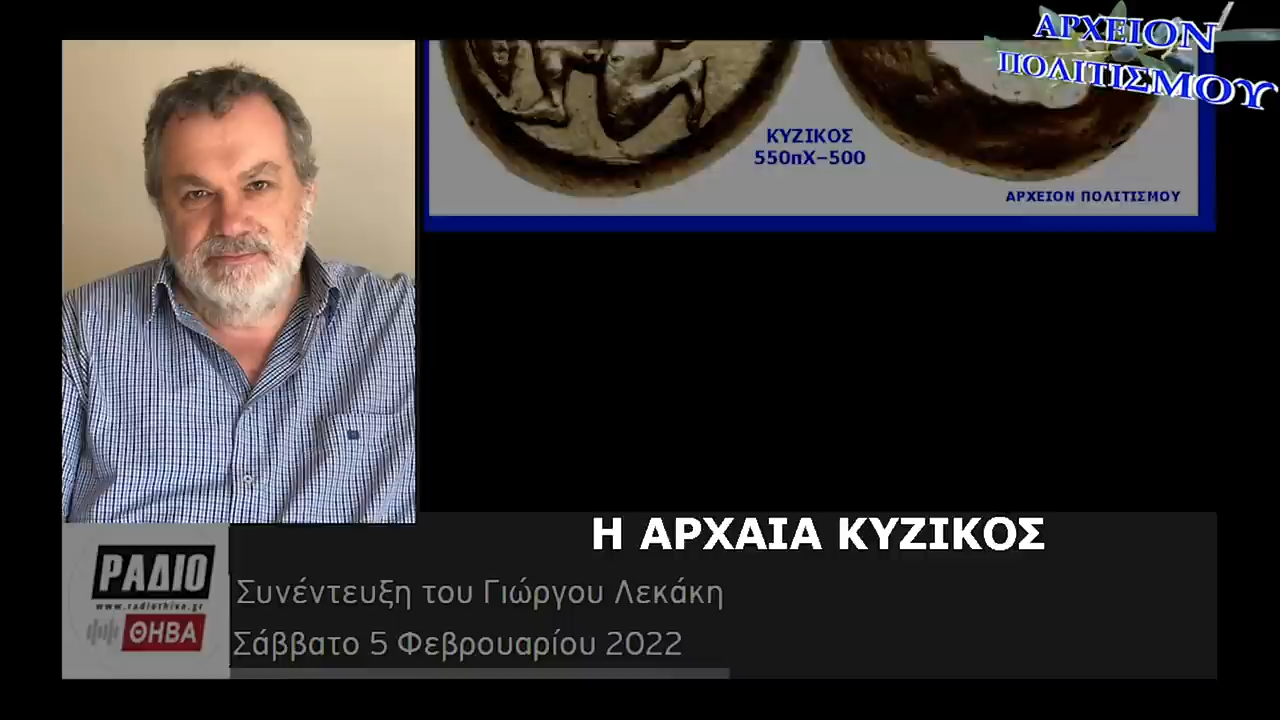 ΑΡΧΕΙΟΝ
ΠΟΛΙΤΙΣΜΟΥ
ΚΥΖΙΚΟΣ
550πΧ–500
ΑΡΧΕΙΟΝ ΠΟΛΙΤΙΣΜΟΥ
Η ΑΡΧΑΙΑ ΚΥΖΙΚΟΣ
ΡΑΔΙΟ
www.radiothiva.gr
ΘΗΒΑ
Συνέντευξη του Γιώργου Λεκάκη
Σάββατο 5 Φεβρουαρίου 2022